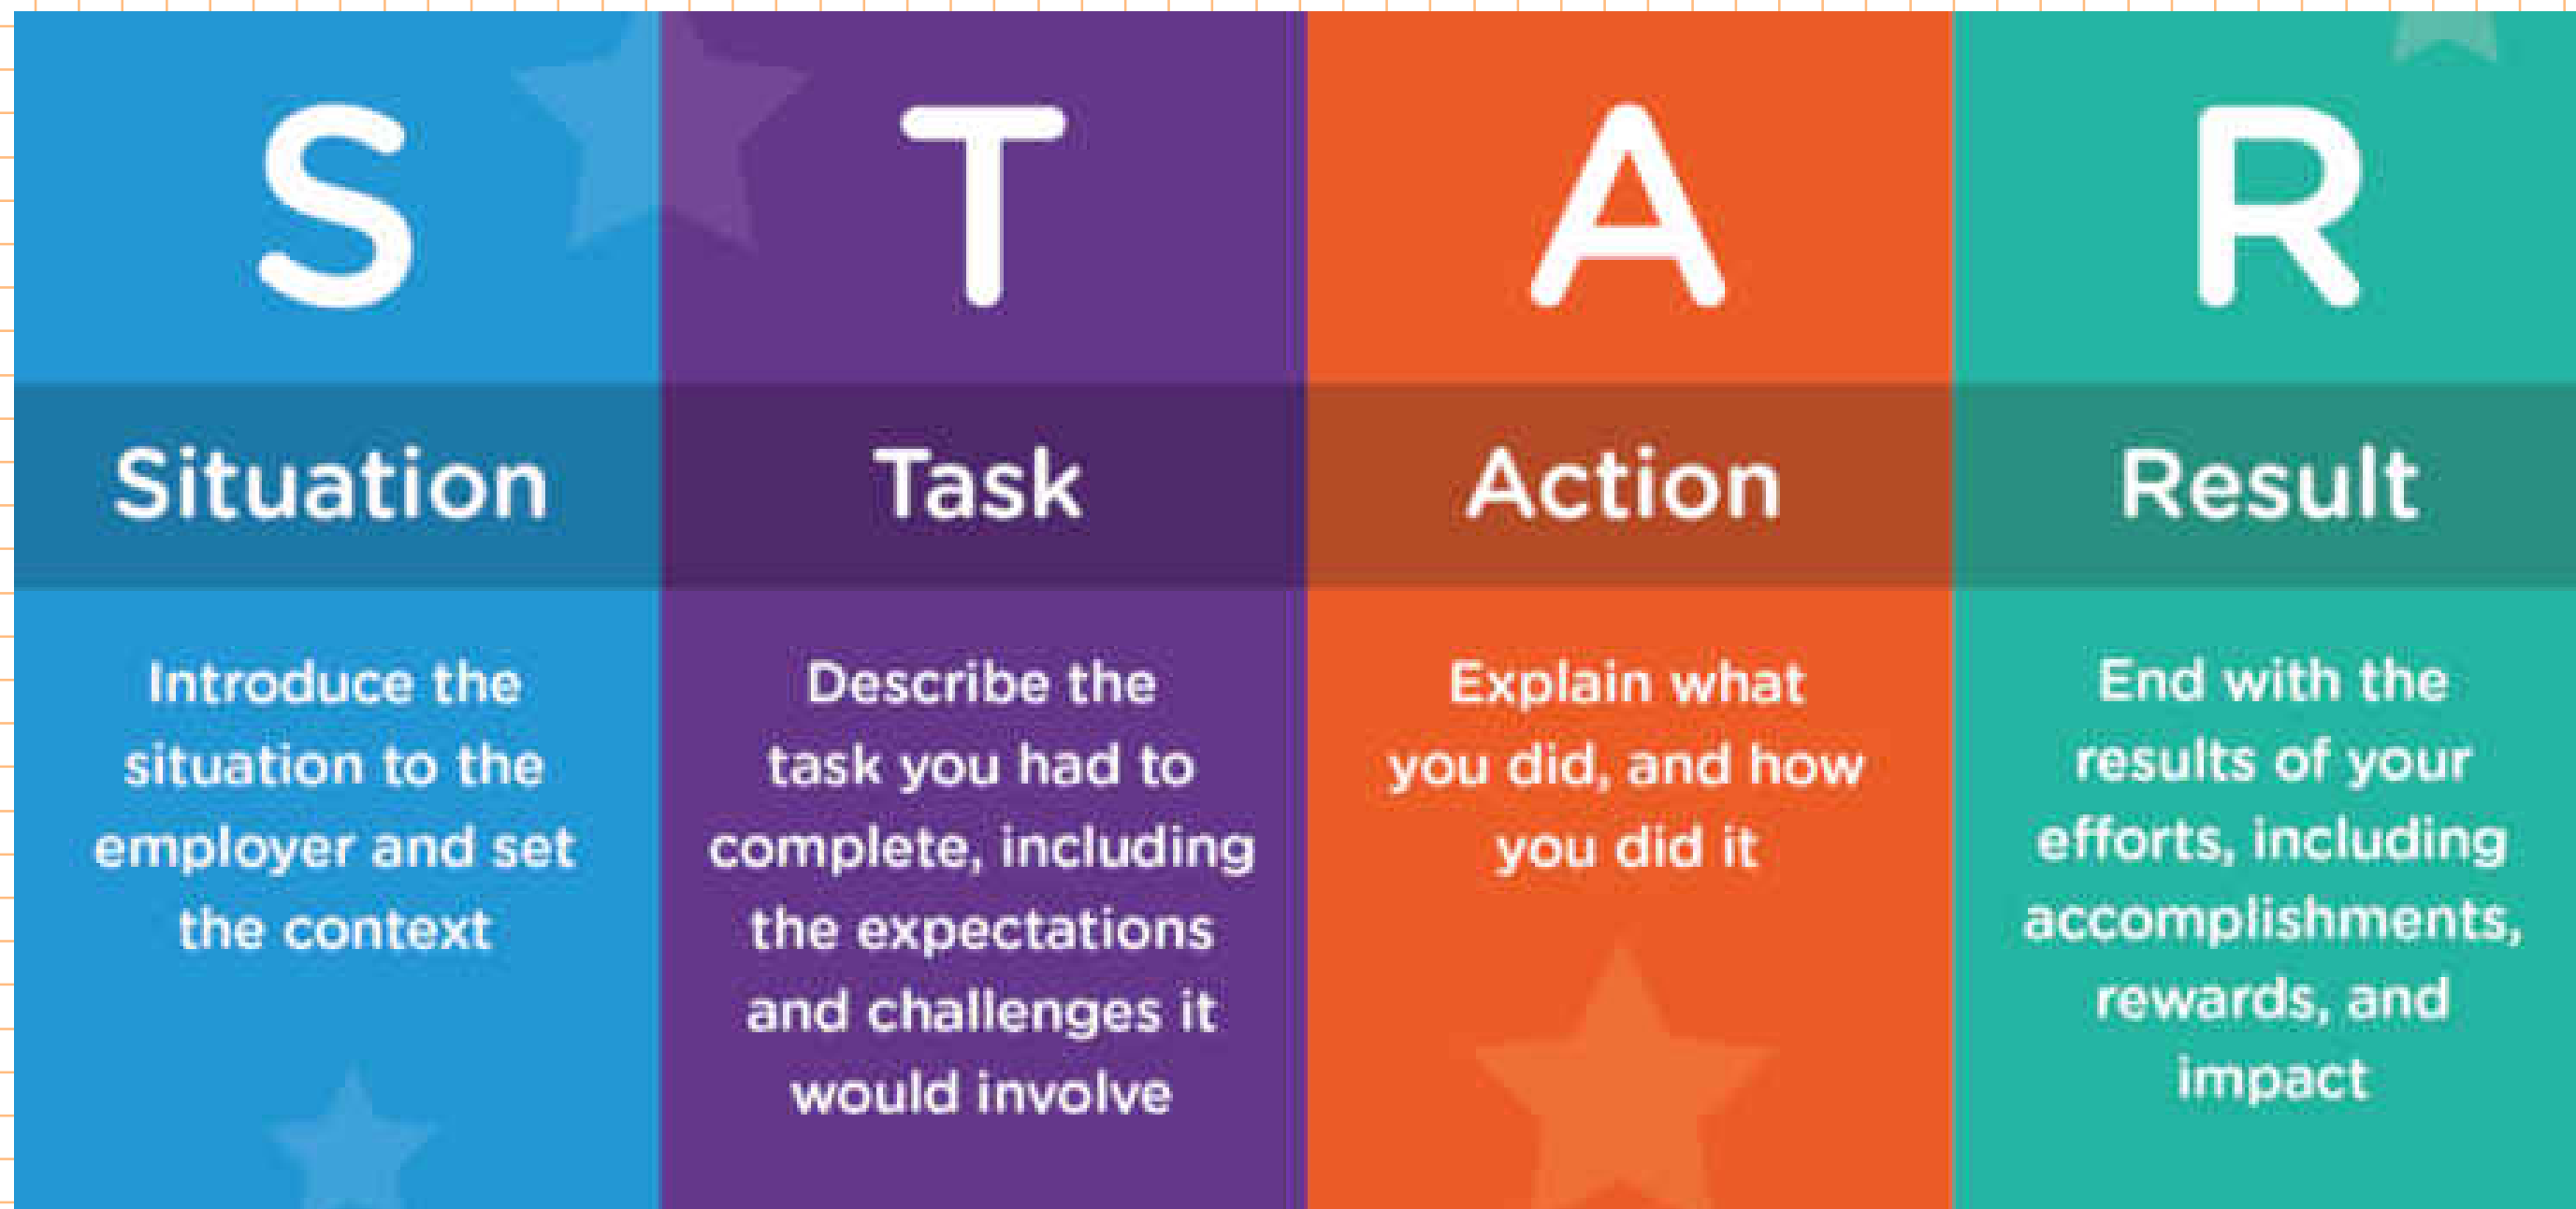 S
Situation
Introduce the
situation to the
employer and set
the context
T
Task
Describe the
task you had to
complete, including
the expectations
and challenges it
would involve
A
Action
Explain what
you did, and how
you did it
R
Result
End with the
results of your
efforts, including
accomplishments,
rewards, and
impact